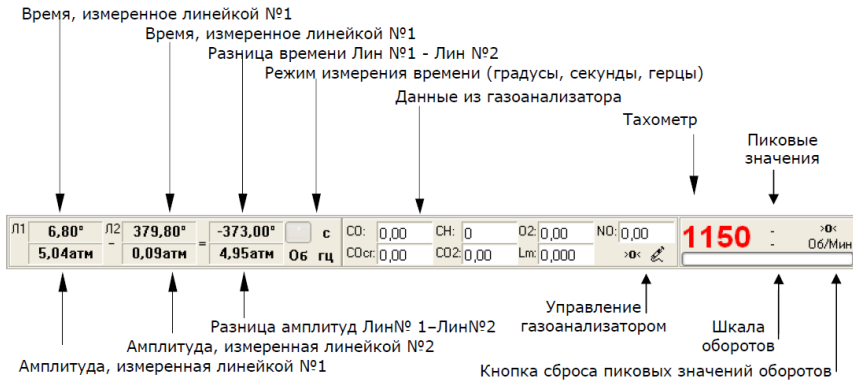 Время, измеренное линейкой №1
Время, измеренное линейкой №1
Разница времени Лин №1 - Лин №2
Режим измерения времени (градусы, секунды, герцы)
Данные из газоанализатора
Тахометр
Пиковые
значения
Л1 6,80° Л2 379,80° -373,00° ° с CO: 0,00 CH: 0 O2: 0,00 NO: 0,00 1150 - >0<
- = - Об/Мин
5,04атм 0,09атм 4,95атм Об гц COcr: 0,00 CO2: 0,00 Lm: 0,000 >0<
Управление
газоанализатором
Шкала
оборотов
Разница амплитуд Лин№ 1–Лин№2
Амплитуда, измеренная линейкой №2
Амплитуда, измеренная линейкой №1
Кнопка сброса пиковых значений оборотов